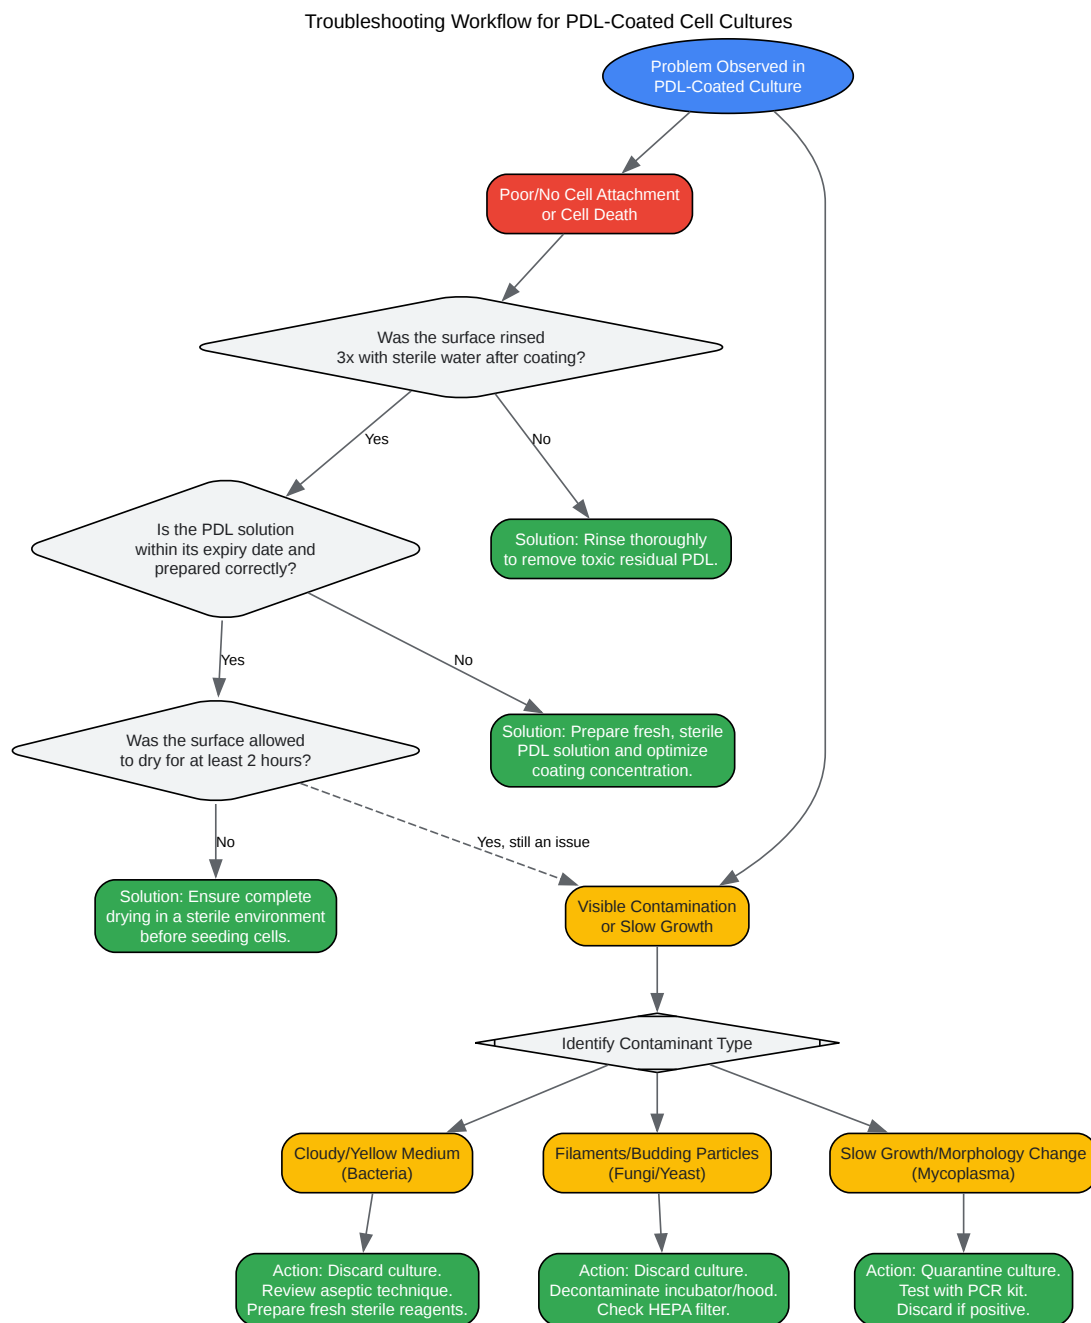 Troubleshooting Workflow for PDL-Coated Cell Cultures
Problem Observed in
PDL-Coated Culture
Poor/No Cell Attachment
or Cell Death
Was the surface rinsed
3x with sterile water after coating?
Yes
No
Is the PDL solution
within its expiry date and
prepared correctly?
Solution: Rinse thoroughly
to remove toxic residual PDL.
Yes
No
Was the surface allowed
to dry for at least 2 hours?
Solution: Prepare fresh, sterile
PDL solution and optimize
coating concentration.
No
Yes, still an issue
Solution: Ensure complete
drying in a sterile environment
before seeding cells.
Visible Contamination
or Slow Growth
Identify Contaminant Type
Cloudy/Yellow Medium
(Bacteria)
Filaments/Budding Particles
(Fungi/Yeast)
Slow Growth/Morphology Change
(Mycoplasma)
Action: Discard culture.
Review aseptic technique.
Prepare fresh sterile reagents.
Action: Discard culture.
Decontaminate incubator/hood.
Check HEPA filter.
Action: Quarantine culture.
Test with PCR kit.
Discard if positive.